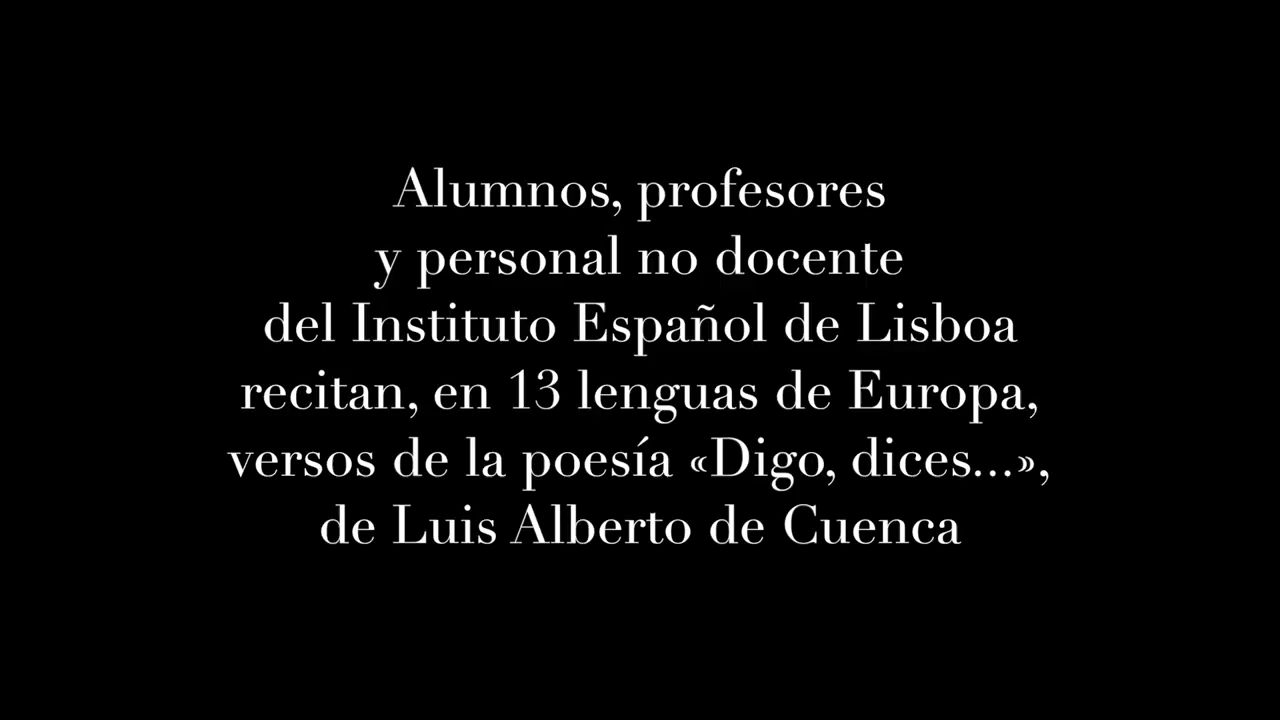 Alumnos, profesores
y personal no docente
del Instituto Español de Lisboa
recitan, en 13 lenguas de Europa,
versos de la poesía «Digo, dices...»,
de Luis Alberto de Cuenca